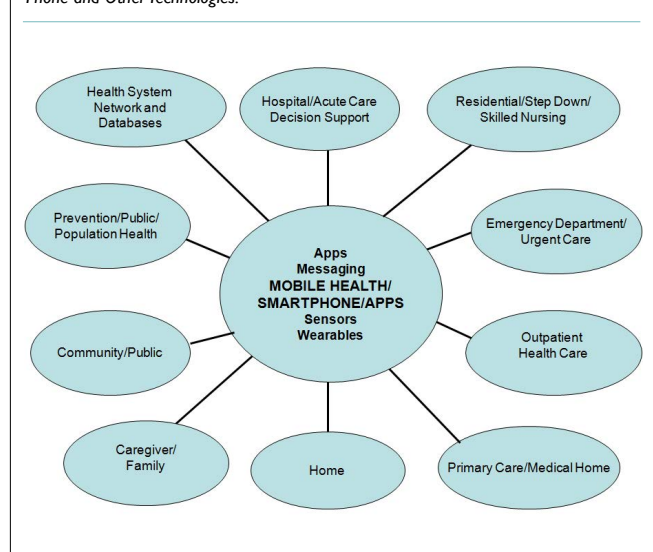 Phone and Other Technologies.
Health System
Network and
Databases
Hospital/Acute Care
Decision Support
Residential/Step Down/
Skilled Nursing
Prevention/Public/
Population Health
Emergency Department/
Urgent Care
Apps
Messaging
MOBILE HEALTH/
SMARTPHONE/APPS
Sensors
Wearables
Community/Public
Outpatient
Health Care
Caregiver/
Family
Home
Primary Care/Medical Home